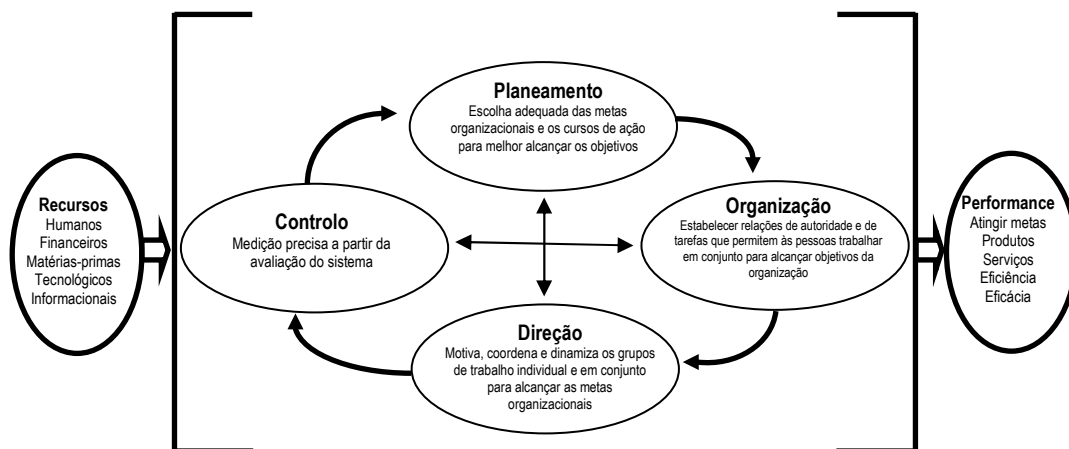 Planeamento
Escolha adequada das metas
organizacionais e os cursos de ação
para melhor alcançar os objetivos
Recursos
Humanos
Financeiros
Matérias-primas
Tecnológicos
Informacionais
Controlo
Medição precisa a partir da
avaliação do sistema
Organização
Estabelecer relações de autoridade e de
tarefas que permitem às pessoas trabalhar
em conjunto para alcançar objetivos da
organização
Performance
Atingir metas
Produtos
Serviços
Eficiência
Eficácia
Direção
Motiva, coordena e dinamiza os grupos
de trabalho individual e em conjunto
para alcançar as metas
organizacionais